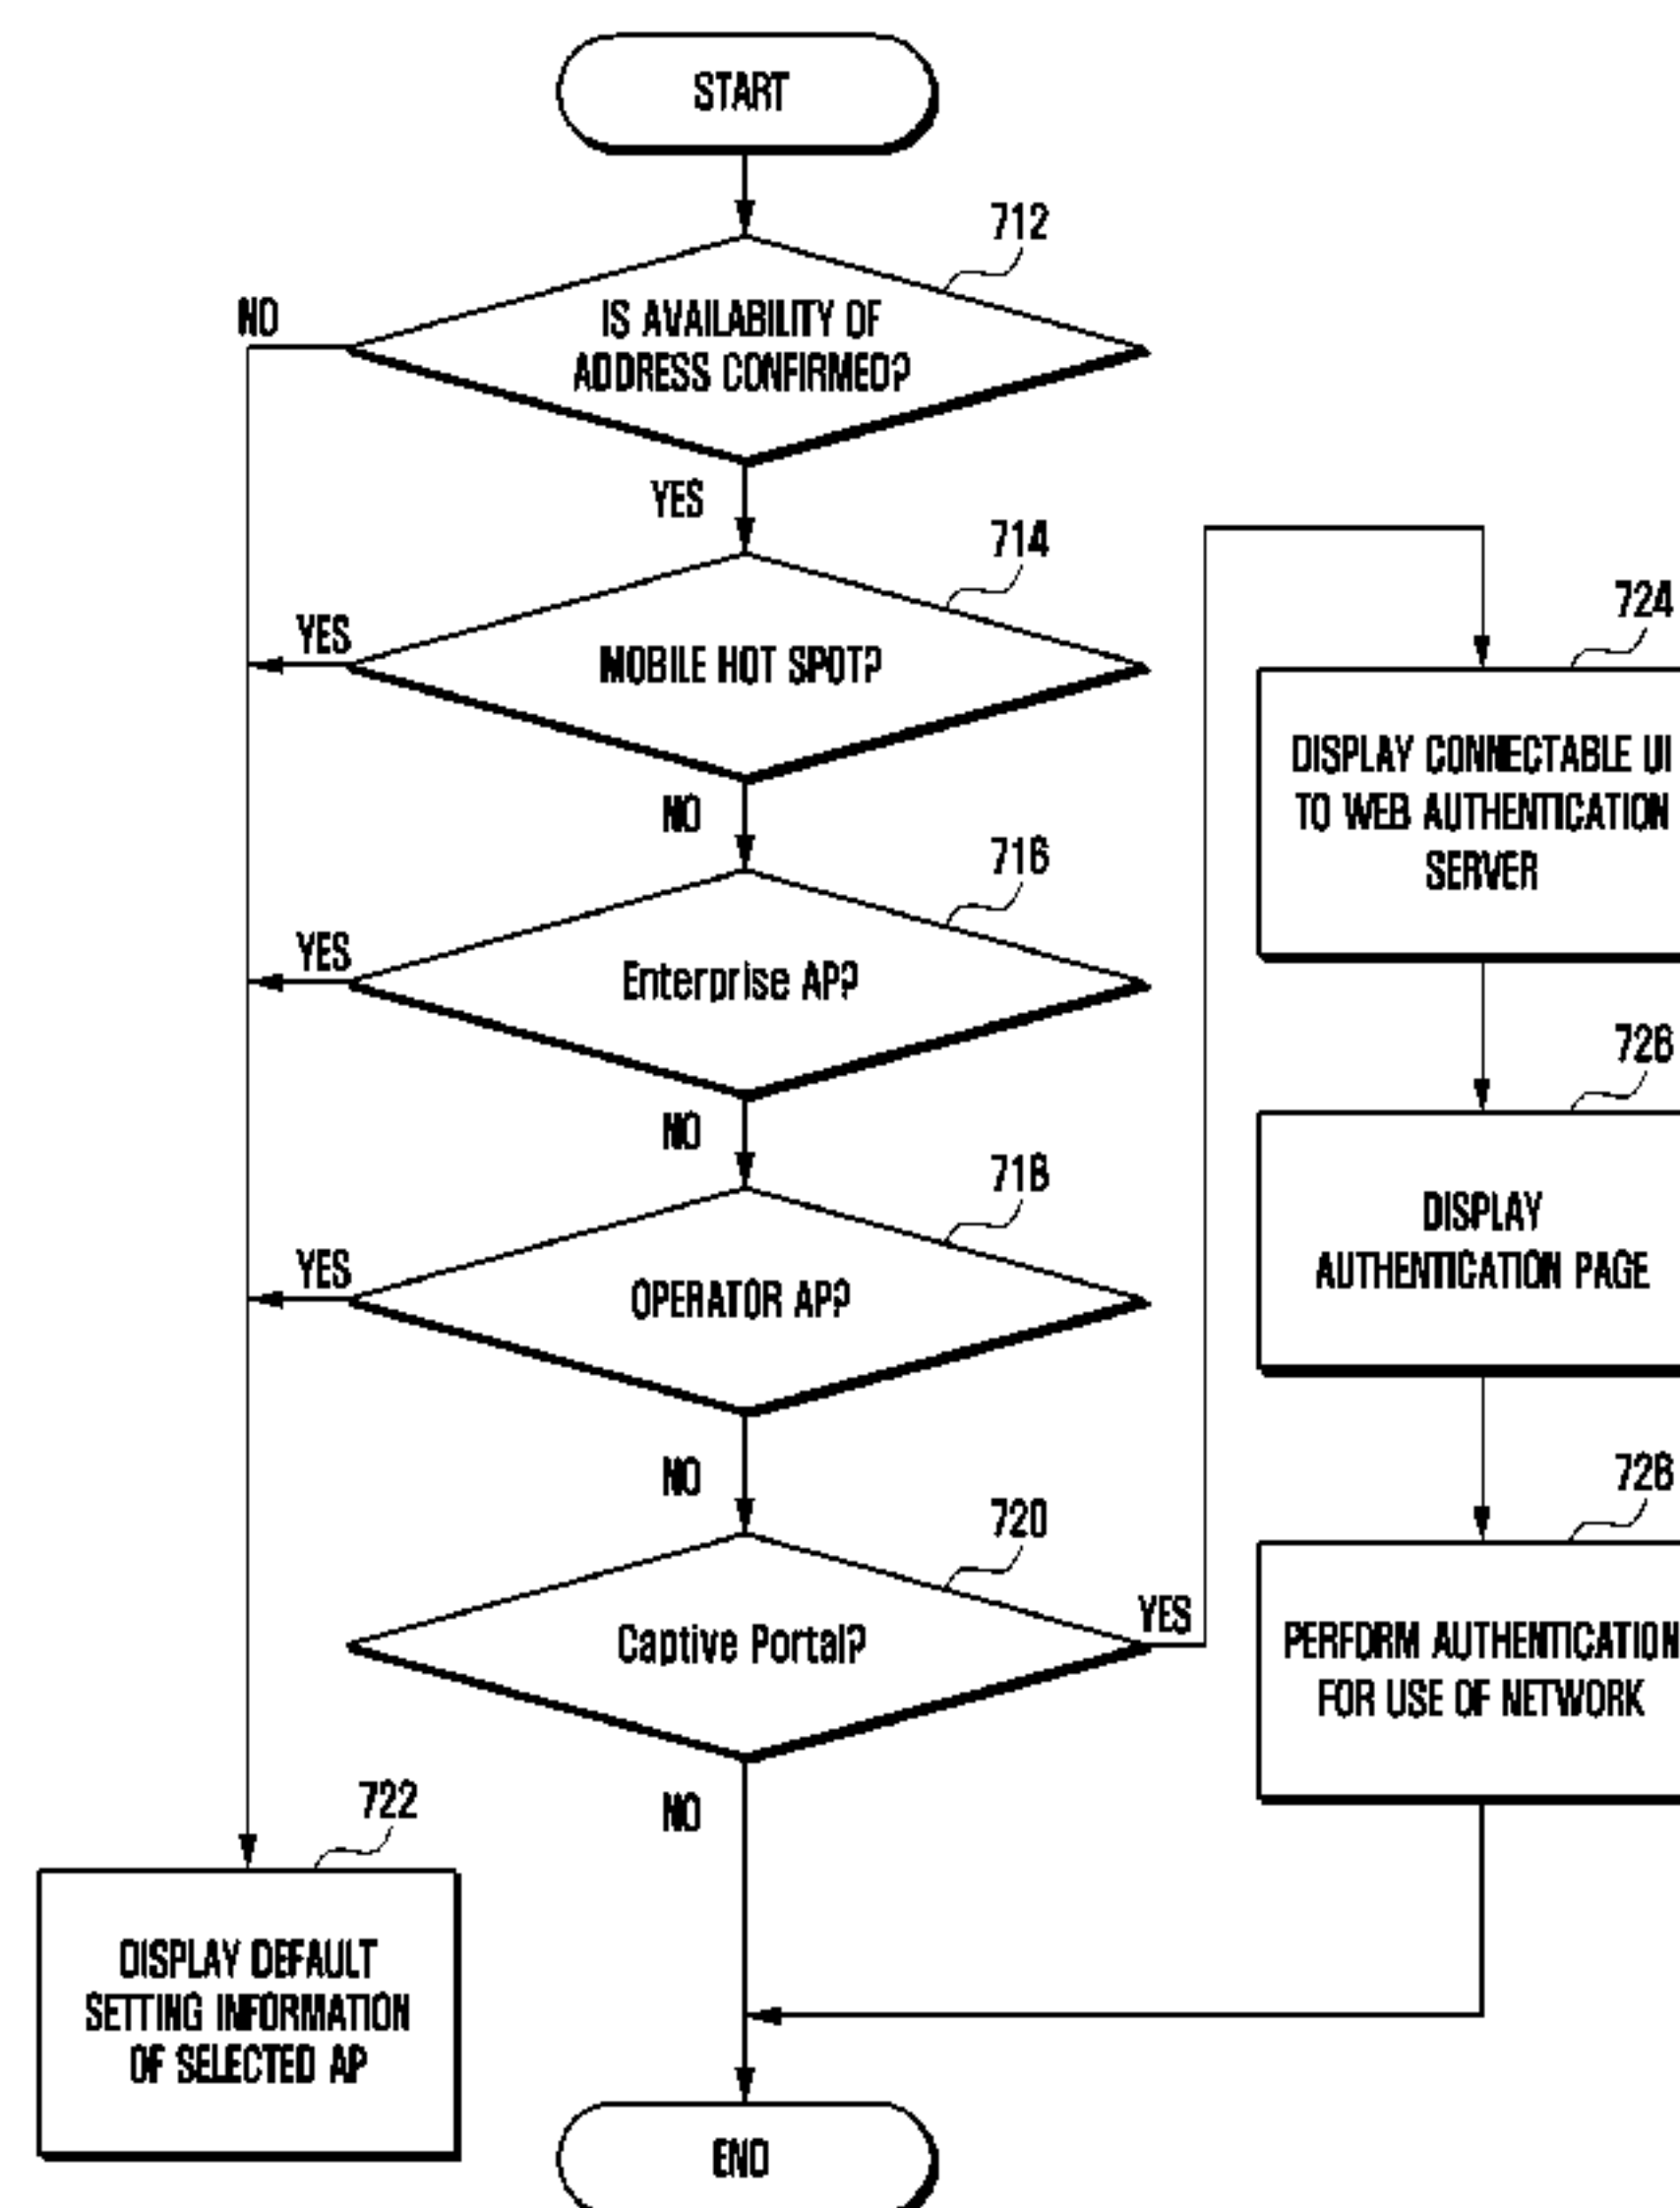 START
712
IS AVAILABILITY OF
ADDRESS CONFIRMED?
NO
YES
714
MOBILE HOT SPOT?
YES
NO
716
Enterprise AP?
YES
NO
718
OPERATOR AP?
YES
NO
720
Captive Portal?
YES
NO
722
DISPLAY DEFAULT
SETTING INFORMATION
OF SELECTED AP
724
DISPLAY CONNECTABLE UI
TO WEB AUTHENTICATION
SERVER
726
DISPLAY
AUTHENTICATION PAGE
728
PERFORM AUTHENTICATION
FOR USE OF NETWORK
END